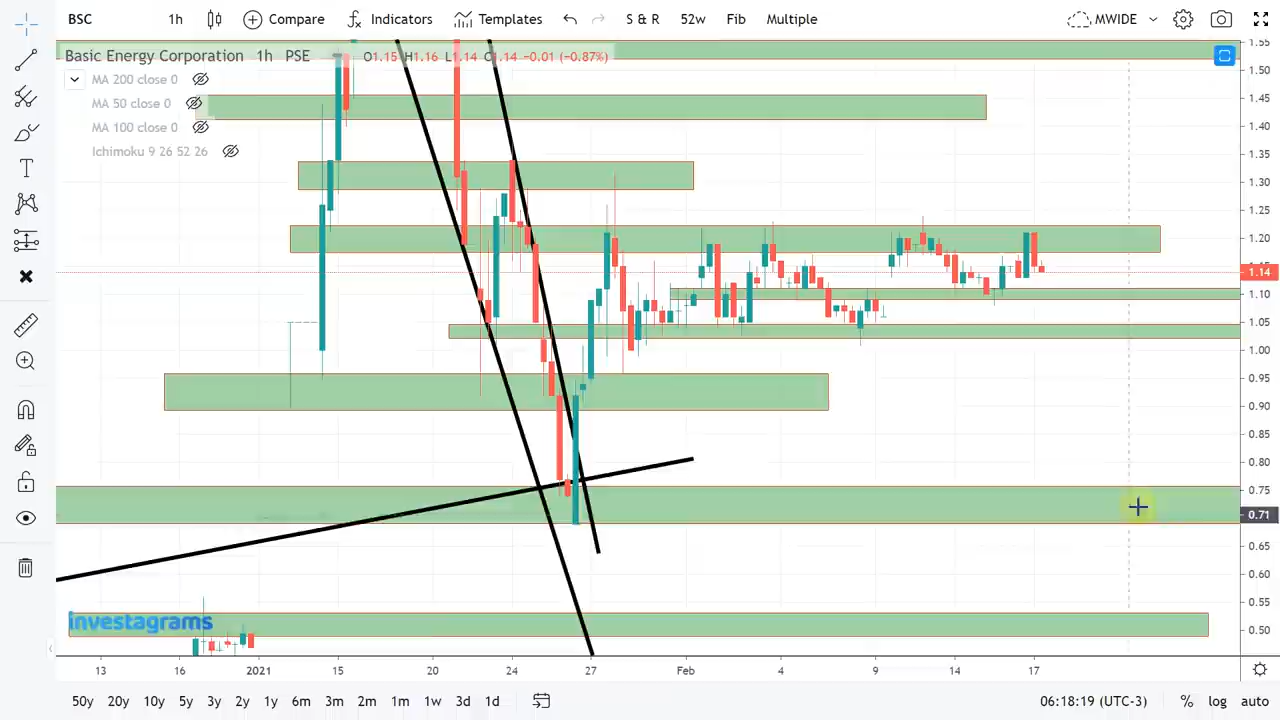 BSC 1h Compare Indicators Templates S & R 52w Fib Multiple MWIDE
Basic Energy Corporation 1h PSE O1.15 H1.16 L1.14 C1.14 −0.01 (−0.87%)
MA 200 close 0
MA 50 close 0
MA 100 close 0
Ichimoku 9 26 52 26
1.55
1.50
1.45
1.40
1.35
1.30
1.25
1.20
1.15
1.14
1.10
1.05
1.00
0.95
0.90
0.85
0.80
0.75
0.71
0.65
0.60
0.55
0.50
investagrams
13 16 2021 15 20 24 27 Feb 4 9 14 17
50y 20y 10y 5y 3y 2y 1y 6m 3m 2m 1m 1w 3d 1d 06:18:19 (UTC-3) % log auto